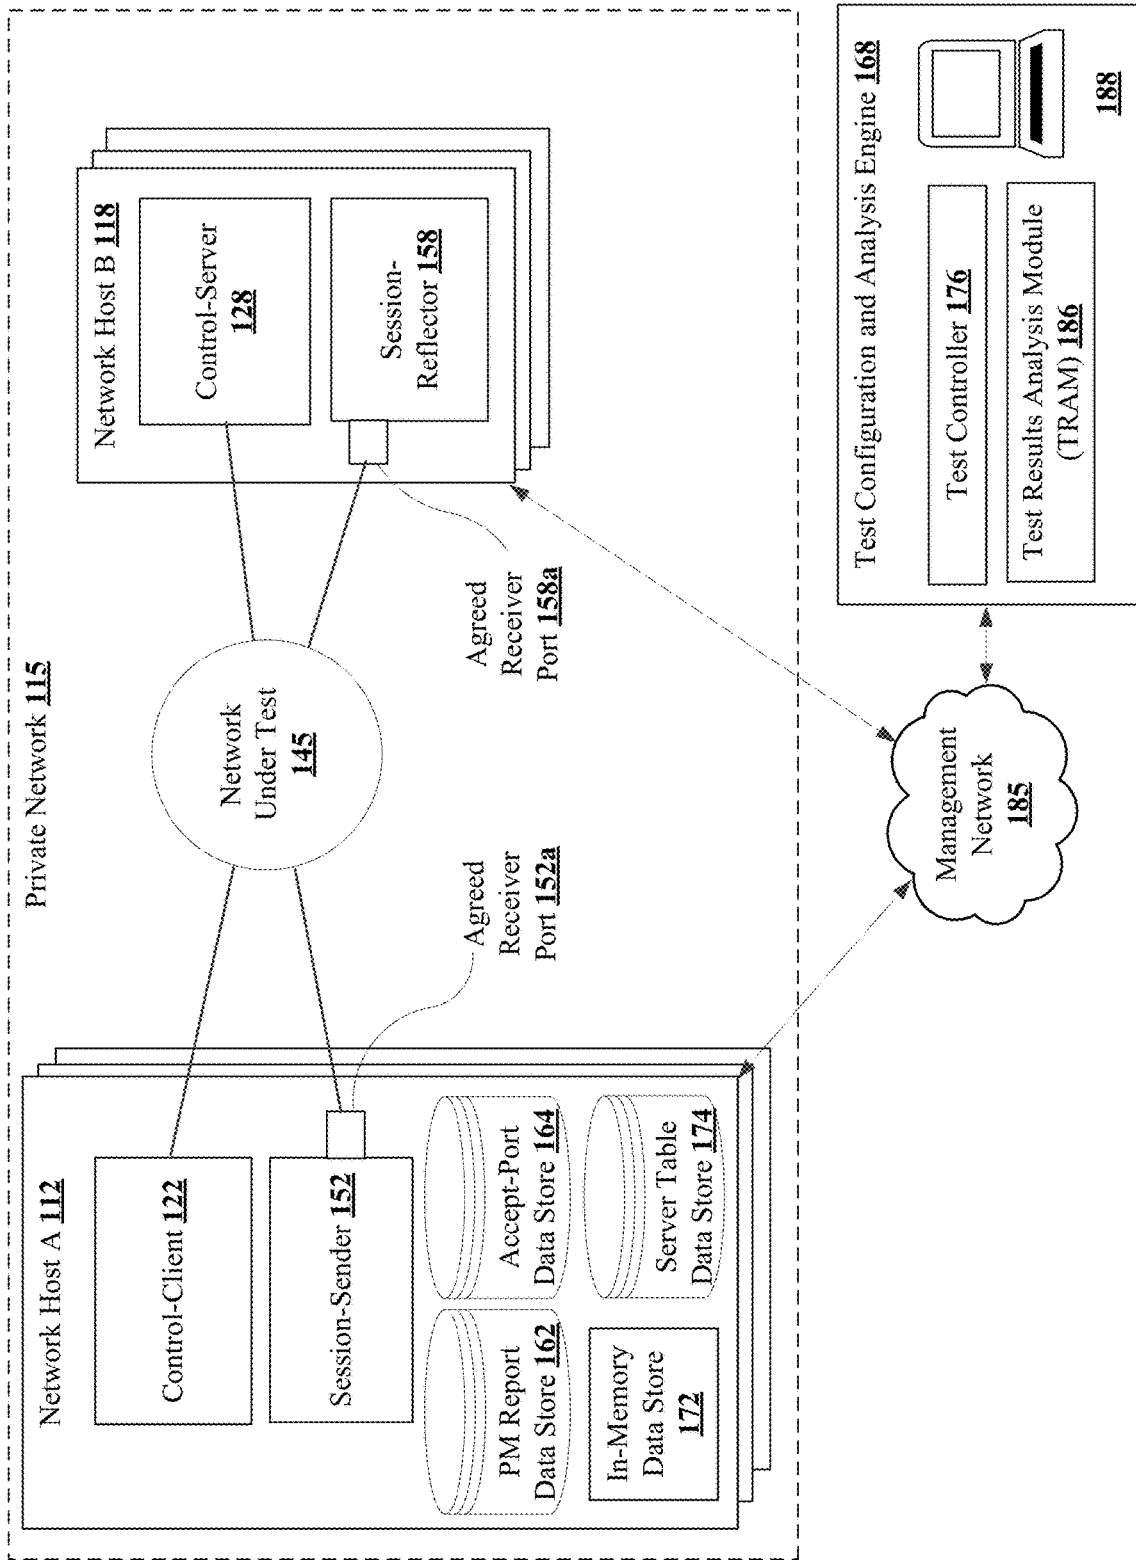 Private Network 115
Network Host A 112
Control-Client 122
Session-Sender 152
PM Report
Data Store 162
Accept-Port
Data Store 164
In-Memory
Data Store
172
Server Table
Data Store 174
Agreed
Receiver
Port 152a
Network
Under Test
145
Agreed
Receiver
Port 158a
Network Host B 118
Control-Server
128
Session-
Reflector 158
Management
Network
185
Test Configuration and Analysis Engine 168
Test Controller 176
Test Results Analysis Module
(TRAM) 186
188